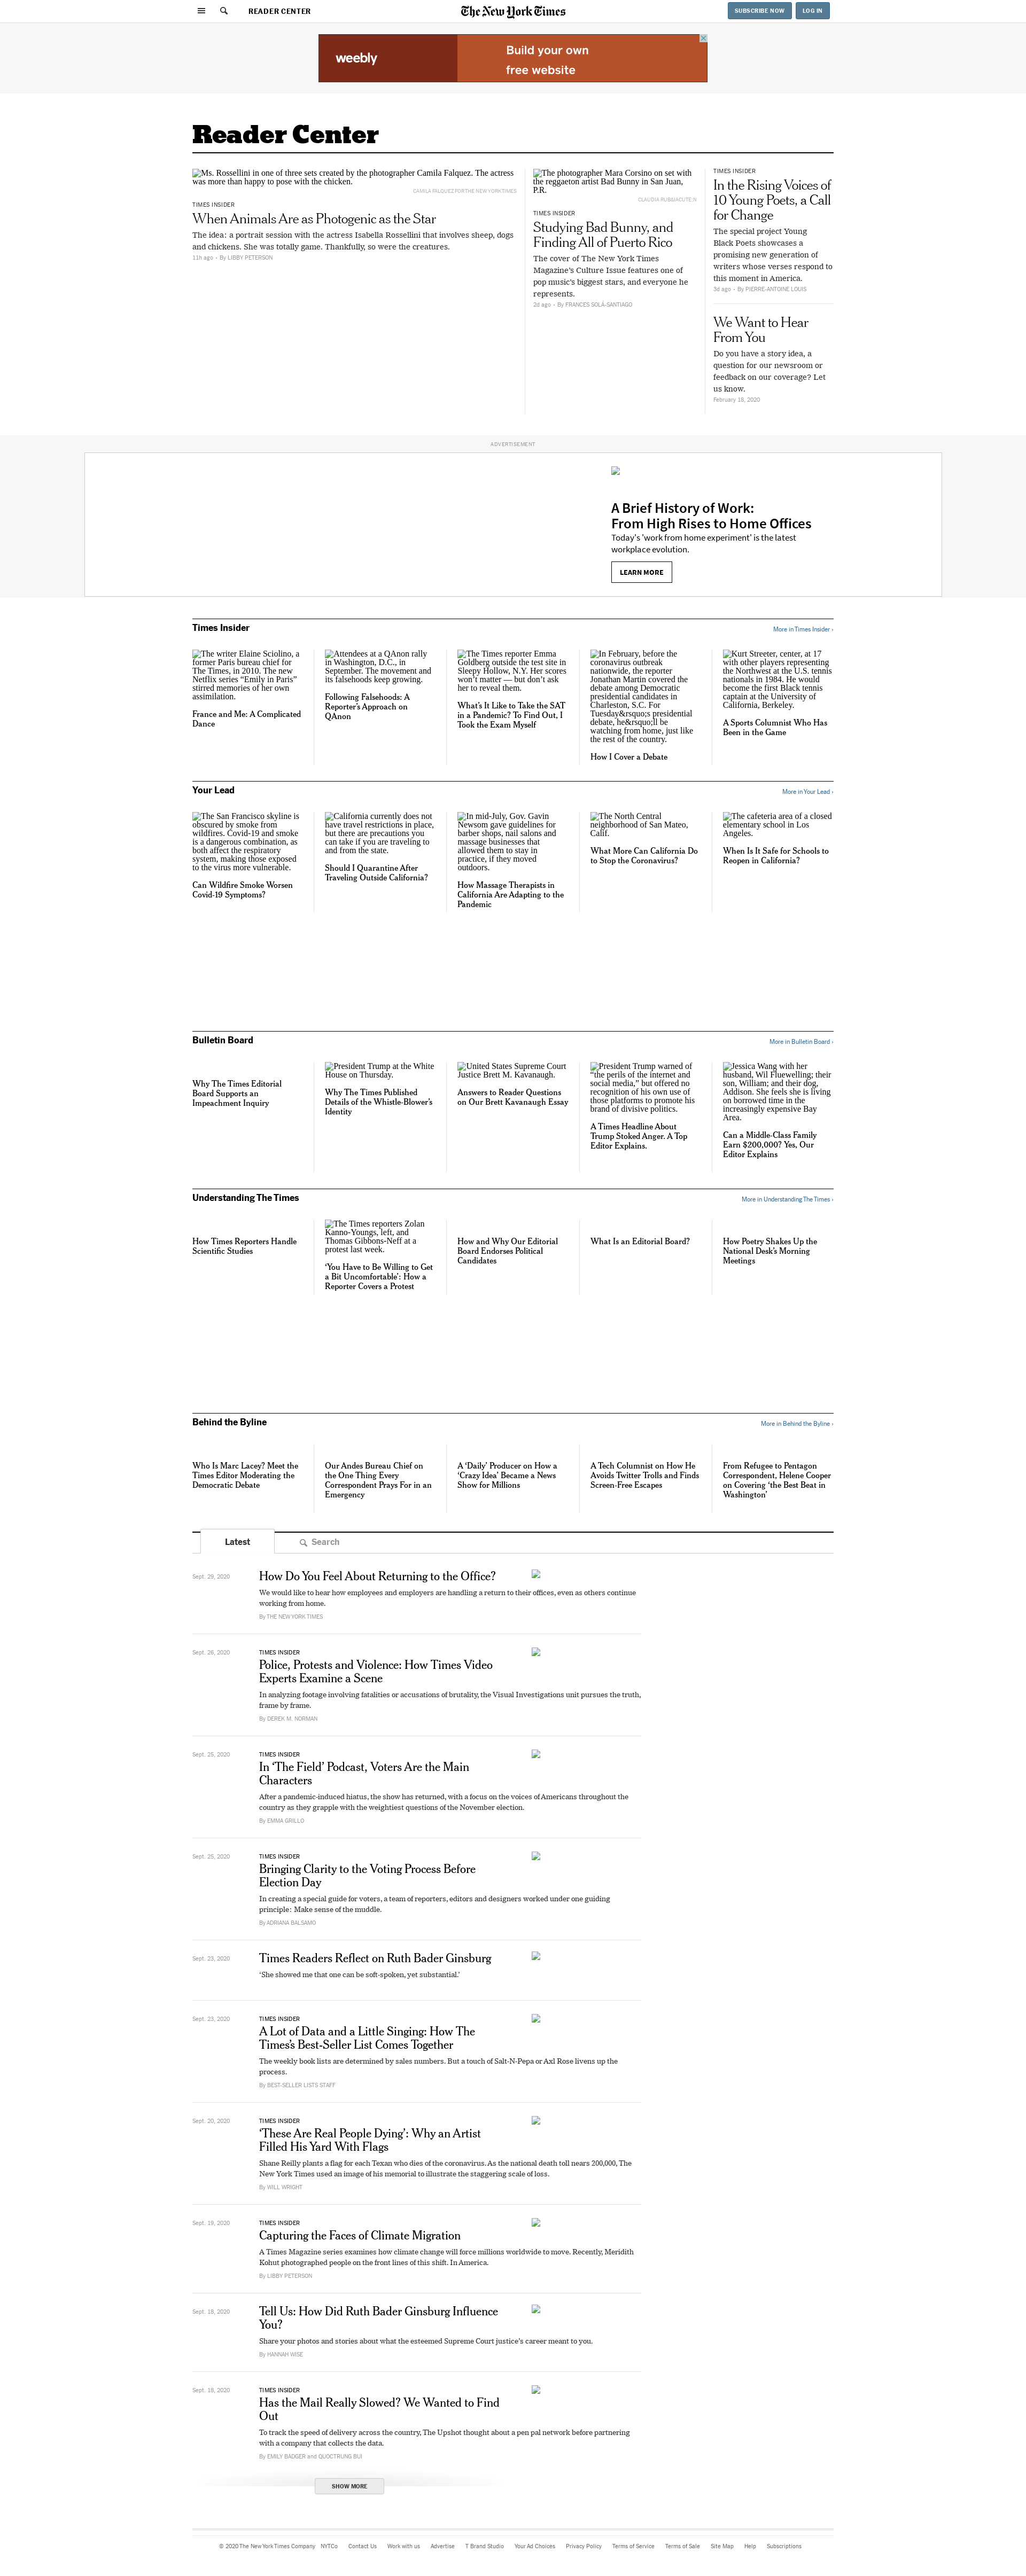 READER CENTER
The New York Times
SUBSCRIBE NOW
LOG IN
weebly
Build your own
free website
Reader Center
Ms. Rossellini in one of three sets created by the photographer Camila Falquez. The actress
was more than happy to pose with the chicken.
CAMILA FALQUEZ FOR THE NEW YORK TIMES
TIMES INSIDER
When Animals Are as Photogenic as the Star
The idea: a portrait session with the actress Isabella Rossellini that involves sheep, dogs
and chickens. She was totally game. Thankfully, so were the creatures.
11h ago - By LIBBY PETERSON
The photographer Mara Corsino on set with
the reggaeton artist Bad Bunny in San Juan,
P.R.
TIMES INSIDER
Studying Bad Bunny, and
Finding All of Puerto Rico
The cover of The New York Times
Magazine's Culture Issue features one of
pop music's biggest stars, and everyone he
represents.
2d ago - By FRANCES SOLÁ-SANTIAGO
TIMES INSIDER
In the Rising Voices of
10 Young Poets, a Call
for Change
The special project Young
Black Poets showcases a
promising new generation of
writers whose verses respond to
this moment in America.
3d ago - By PIERRE-ANTOINE LOUIS
We Want to Hear
From You
Do you have a story idea, a
question for our newsroom or
feedback on our coverage? Let
us know.
February 18, 2020
ADVERTISEMENT
A Brief History of Work:
From High Rises to Home Offices
Today's 'work from home experiment' is the latest
workplace evolution.
LEARN MORE
Times Insider
More in Times Insider ›
The writer Elaine Sciolino, a
former Paris bureau chief for
The Times, in 2010. The new
Netflix series “Emily in Paris”
stirred memories of her own
assimilation.
France and Me: A Complicated
Dance
Attendees at a QAnon rally
in Washington, D.C., in
September. The movement and
its falsehoods keep growing.
Following Falsehoods: A
Reporter's Approach on
QAnon
The Times reporter Emma
Goldberg outside the test site in
Sleepy Hollow, N.Y. Her scores
won't matter — but don't ask
her to reveal them.
What's It Like to Take the SAT
in a Pandemic? To Find Out, I
Took the Exam Myself
In February, before the
coronavirus outbreak
nationwide, the reporter
Jonathan Martin covered the
debate among Democratic
presidential candidates in
Charleston, S.C. For
Tuesday&rsquo;s presidential
debate, he&rsquo;ll be
watching from home, just like
the rest of the country.
How I Cover a Debate
Kurt Streeter, center, at 17
with other players representing
the Northwest at the U.S. tennis
nationals in 1984. He would
become the first Black tennis
captain at the University of
California, Berkeley.
A Sports Columnist Who Has
Been in the Game
Your Lead
More in Your Lead ›
The San Francisco skyline is
obscured by smoke from
wildfires. Covid-19 and smoke
is a dangerous combination, as
both affect the respiratory
system, making those exposed
to the virus more vulnerable.
Can Wildfire Smoke Worsen
Covid-19 Symptoms?
California currently does not
have travel restrictions in place,
but there are precautions you
can take if you are traveling to
and from the state.
Should I Quarantine After
Traveling Outside California?
In mid-July, Gov. Gavin
Newsom gave guidelines for
barber shops, nail salons and
massage businesses that
allowed them to stay in
practice, if they moved
outdoors.
How Massage Therapists in
California Are Adapting to the
Pandemic
The North Central
neighborhood of San Mateo,
Calif.
What More Can California Do
to Stop the Coronavirus?
The cafeteria area of a closed
elementary school in Los
Angeles.
When Is It Safe for Schools to
Reopen in California?
Bulletin Board
More in Bulletin Board ›
Why The Times Editorial
Board Supports an
Impeachment Inquiry
President Trump at the White
House on Thursday.
Why The Times Published
Details of the Whistle-Blower's
Identity
United States Supreme Court
Justice Brett M. Kavanaugh.
Answers to Reader Questions
on Our Brett Kavanaugh Essay
President Trump warned of
“the perils of the internet and
social media,” but offered no
recognition of his own use of
those platforms to promote his
brand of divisive politics.
A Times Headline About
Trump Stoked Anger. A Top
Editor Explains.
Jessica Wang with her
husband, Wil Fluewelling; their
son, William; and their dog,
Addison. She feels she is living
on borrowed time in the
increasingly expensive Bay
Area.
Can a Middle-Class Family
Earn $200,000? Yes, Our
Editor Explains
Understanding The Times
More in Understanding The Times ›
How Times Reporters Handle
Scientific Studies
The Times reporters Zolan
Kanno-Youngs, left, and
Thomas Gibbons-Neff at a
protest last week.
‘You Have to Be Willing to Get
a Bit Uncomfortable’: How a
Reporter Covers a Protest
How and Why Our Editorial
Board Endorses Political
Candidates
What Is an Editorial Board?
How Poetry Shakes Up the
National Desk's Morning
Meetings
Behind the Byline
More in Behind the Byline ›
Who Is Marc Lacey? Meet the
Times Editor Moderating the
Democratic Debate
Our Andes Bureau Chief on
the One Thing Every
Correspondent Prays For in an
Emergency
A ‘Daily’ Producer on How a
‘Crazy Idea’ Became a News
Show for Millions
A Tech Columnist on How He
Avoids Twitter Trolls and Finds
Screen-Free Escapes
From Refugee to Pentagon
Correspondent, Helene Cooper
on Covering ‘the Best Beat in
Washington’
Latest
Search
Sept. 29, 2020
How Do You Feel About Returning to the Office?
We would like to hear how employees and employers are handling a return to their offices, even as others continue
working from home.
By THE NEW YORK TIMES
Sept. 26, 2020
TIMES INSIDER
Police, Protests and Violence: How Times Video
Experts Examine a Scene
In analyzing footage involving fatalities or accusations of brutality, the Visual Investigations unit pursues the truth,
frame by frame.
By DEREK M. NORMAN
Sept. 25, 2020
TIMES INSIDER
In ‘The Field’ Podcast, Voters Are the Main
Characters
After a pandemic-induced hiatus, the show has returned, with a focus on the voices of Americans throughout the
country as they grapple with the weightiest questions of the November election.
By EMMA GRILLO
Sept. 25, 2020
TIMES INSIDER
Bringing Clarity to the Voting Process Before
Election Day
In creating a special guide for voters, a team of reporters, editors and designers worked under one guiding
principle: Make sense of the muddle.
By ADRIANA BALSAMO
Sept. 23, 2020
Times Readers Reflect on Ruth Bader Ginsburg
‘She showed me that one can be soft-spoken, yet substantial.’
Sept. 23, 2020
TIMES INSIDER
A Lot of Data and a Little Singing: How The
Times's Best-Seller List Comes Together
The weekly book lists are determined by sales numbers. But a touch of Salt-N-Pepa or Axl Rose livens up the
process.
By BEST-SELLER LISTS STAFF
Sept. 20, 2020
TIMES INSIDER
‘These Are Real People Dying’: Why an Artist
Filled His Yard With Flags
Shane Reilly plants a flag for each Texan who dies of the coronavirus. As the national death toll nears 200,000, The
New York Times used an image of his memorial to illustrate the staggering scale of loss.
By WILL WRIGHT
Sept. 19, 2020
TIMES INSIDER
Capturing the Faces of Climate Migration
A Times Magazine series examines how climate change will force millions worldwide to move. Recently, Meridith
Kohut photographed people on the front lines of this shift. In America.
By LIBBY PETERSON
Sept. 18, 2020
Tell Us: How Did Ruth Bader Ginsburg Influence
You?
Share your photos and stories about what the esteemed Supreme Court justice's career meant to you.
By HANNAH WISE
Sept. 18, 2020
TIMES INSIDER
Has the Mail Really Slowed? We Wanted to Find
Out
To track the speed of delivery across the country, The Upshot thought about a pen pal network before partnering
with a company that collects the data.
By EMILY BADGER and QUOCTRUNG BUI
SHOW MORE
© 2020 The New York Times Company NYTCo Contact Us Work with us Advertise T Brand Studio Your Ad Choices Privacy Policy Terms of Service Terms of Sale Site Map Help Subscriptions